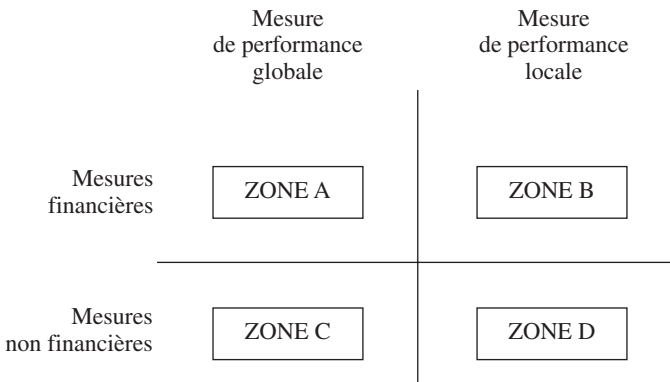 Mesure
de performance
globale
Mesure
de performance
locale
Mesures
financières
ZONE A
ZONE B
Mesures
non financières
ZONE C
ZONE D